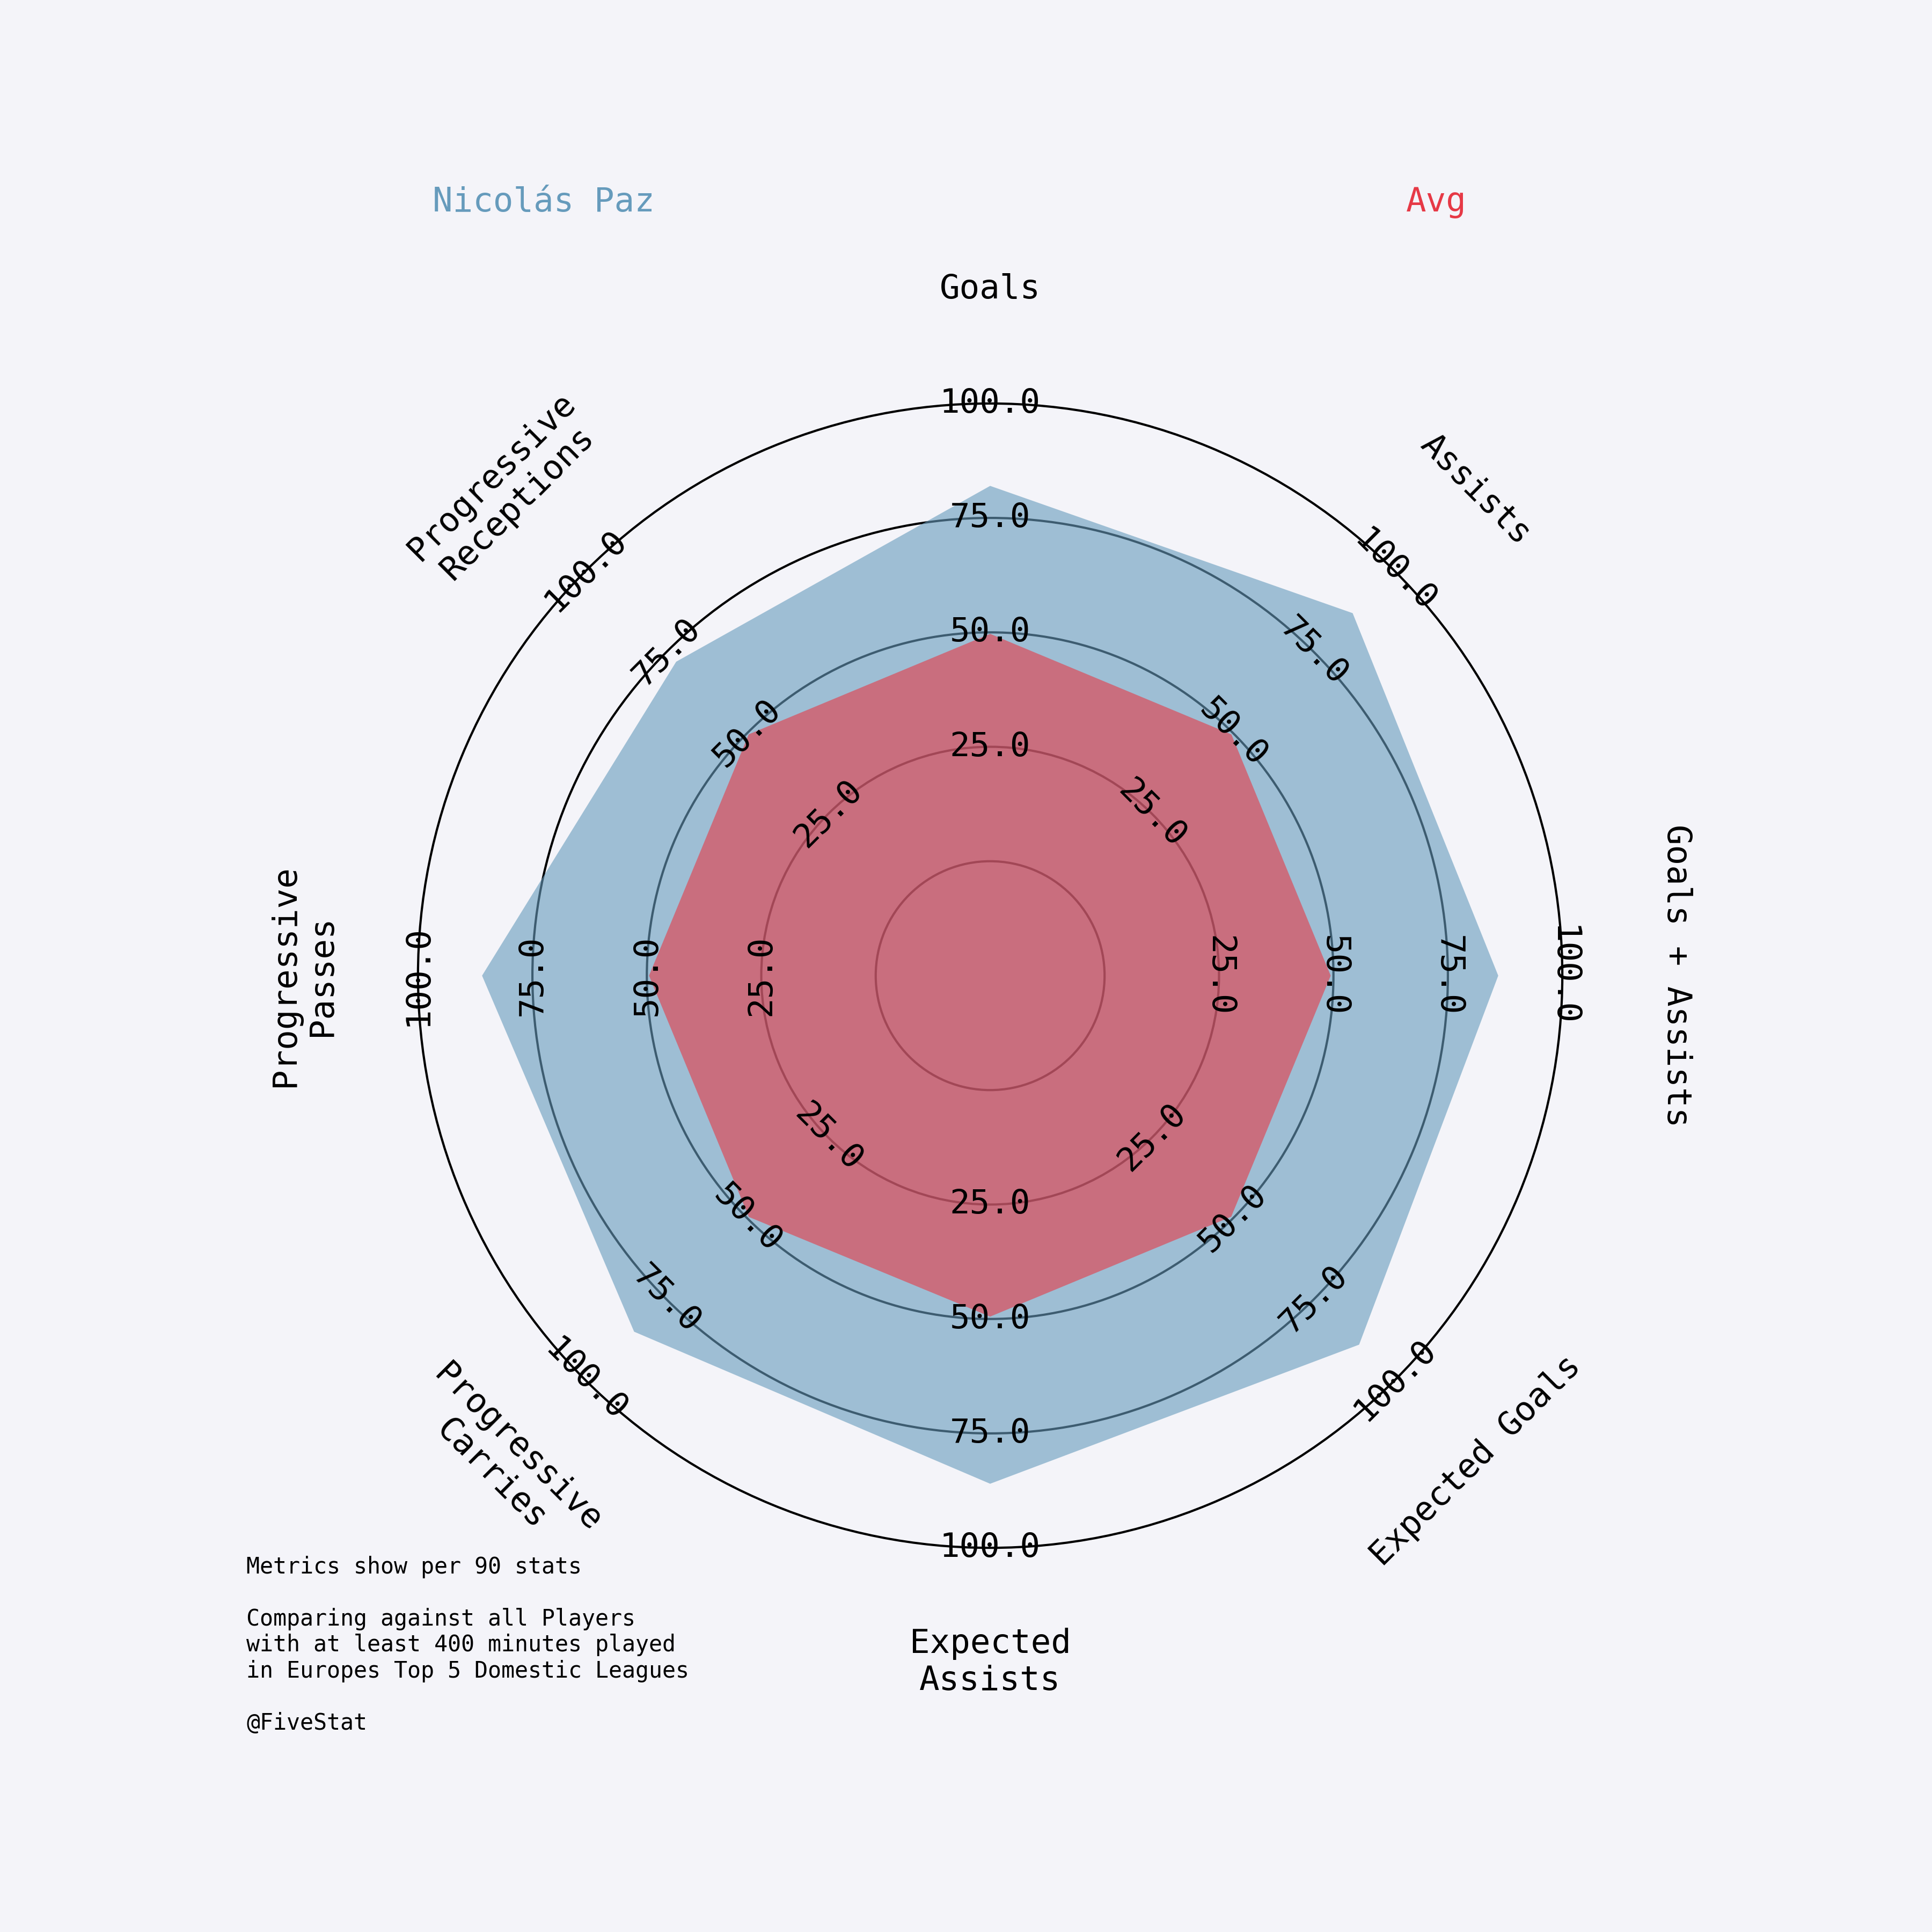 Nicolás Paz
Avg
Goals
Assists
Goals + Assists
Expected Goals
Expected
Assists
Progressive
Carries
Progressive
Passes
Progressive
Receptions
25.0
50.0
75.0
100.0
25.0
50.0
75.0
100.0
25.0
50.0
75.0
100.0
25.0
50.0
75.0
100.0
25.0
50.0
75.0
100.0
25.0
50.0
75.0
100.0
25.0
50.0
75.0
100.0
25.0
50.0
75.0
100.0
Metrics show per 90 stats
Comparing against all Players
with at least 400 minutes played
in Europes Top 5 Domestic Leagues
@FiveStat